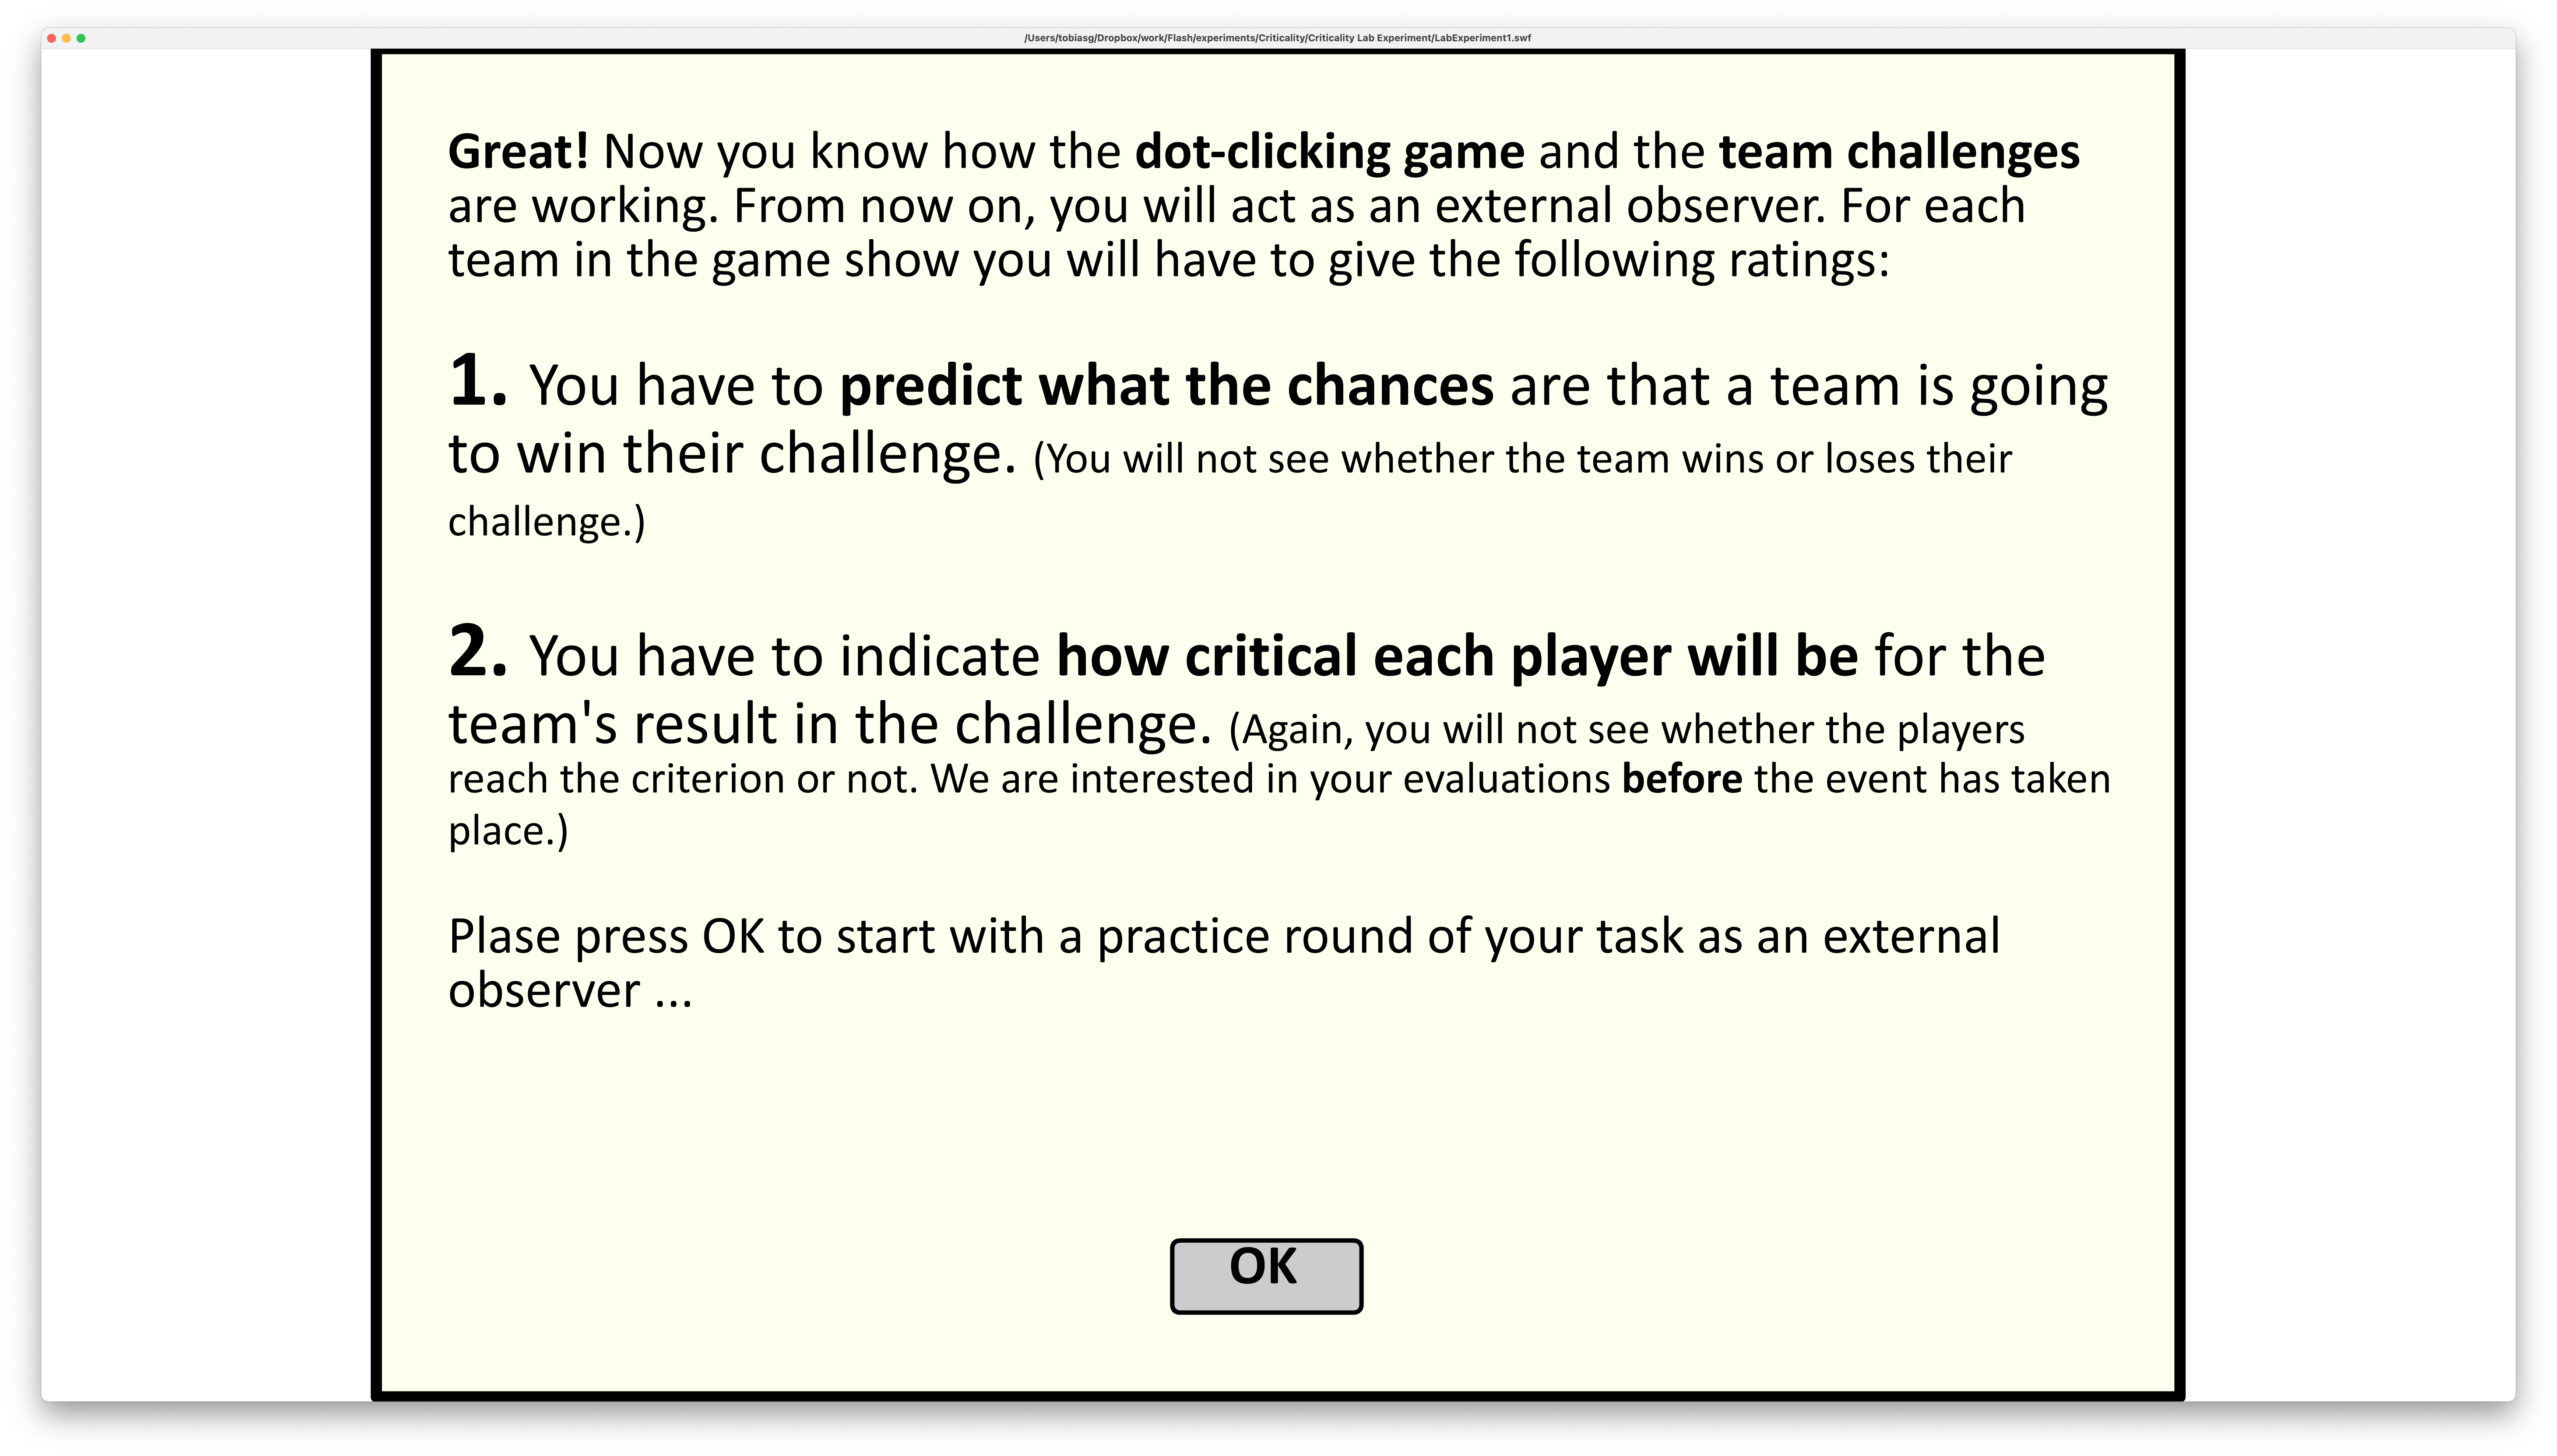 /Users/tobiasg/Dropbox/work/Flash/experiments/Criticality/Criticality Lab Experiment/LabExperiment1.swf
Great! Now you know how the dot-clicking game and the team challenges
are working. From now on, you will act as an external observer. For each
team in the game show you will have to give the following ratings:
1. You have to predict what the chances are that a team is going
to win their challenge. (You will not see whether the team wins or loses their
challenge.)
2. You have to indicate how critical each player will be for the
team's result in the challenge. (Again, you will not see whether the players
reach the criterion or not. We are interested in your evaluations before the event has taken
place.)
Plase press OK to start with a practice round of your task as an external
observer ...
OK